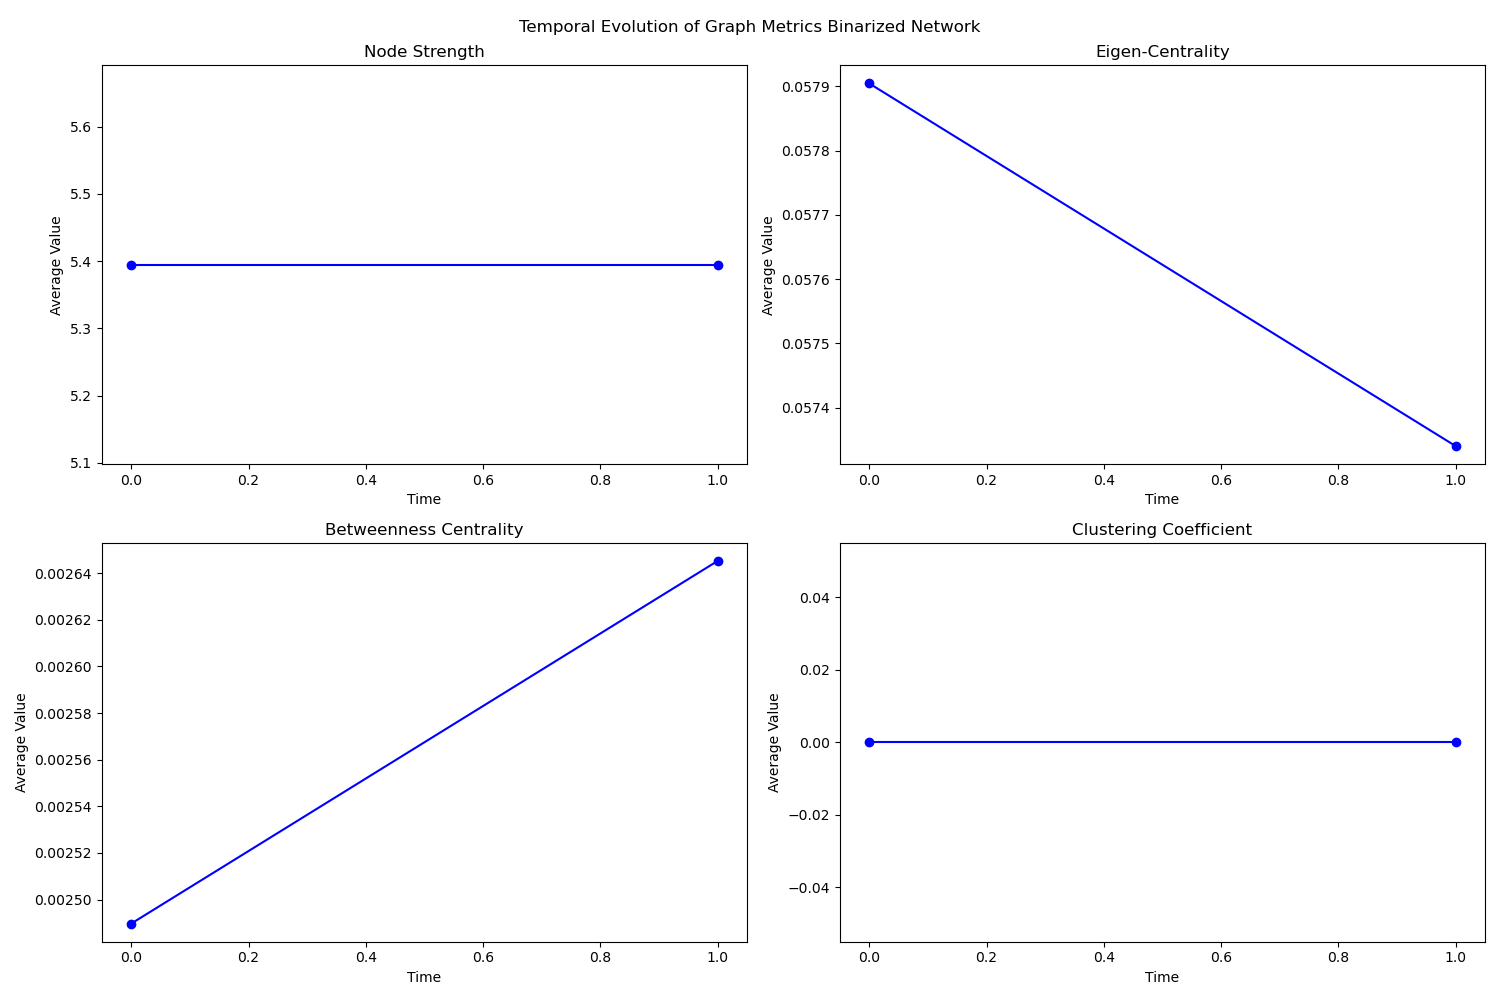 Temporal Evolution of Graph Metrics Binarized Network
Node Strength
5.6
5.5
5.4
5.3
5.2
5.1
Average Value
0.0 0.2 0.4 0.6 0.8 1.0
Time
Eigen-Centrality
0.0579
0.0578
0.0577
0.0576
0.0575
0.0574
Average Value
0.0 0.2 0.4 0.6 0.8 1.0
Time
Betweenness Centrality
0.00264
0.00262
0.00260
0.00258
0.00256
0.00254
0.00252
0.00250
Average Value
0.0 0.2 0.4 0.6 0.8 1.0
Time
Clustering Coefficient
0.04
0.02
0.00
−0.02
−0.04
Average Value
0.0 0.2 0.4 0.6 0.8 1.0
Time